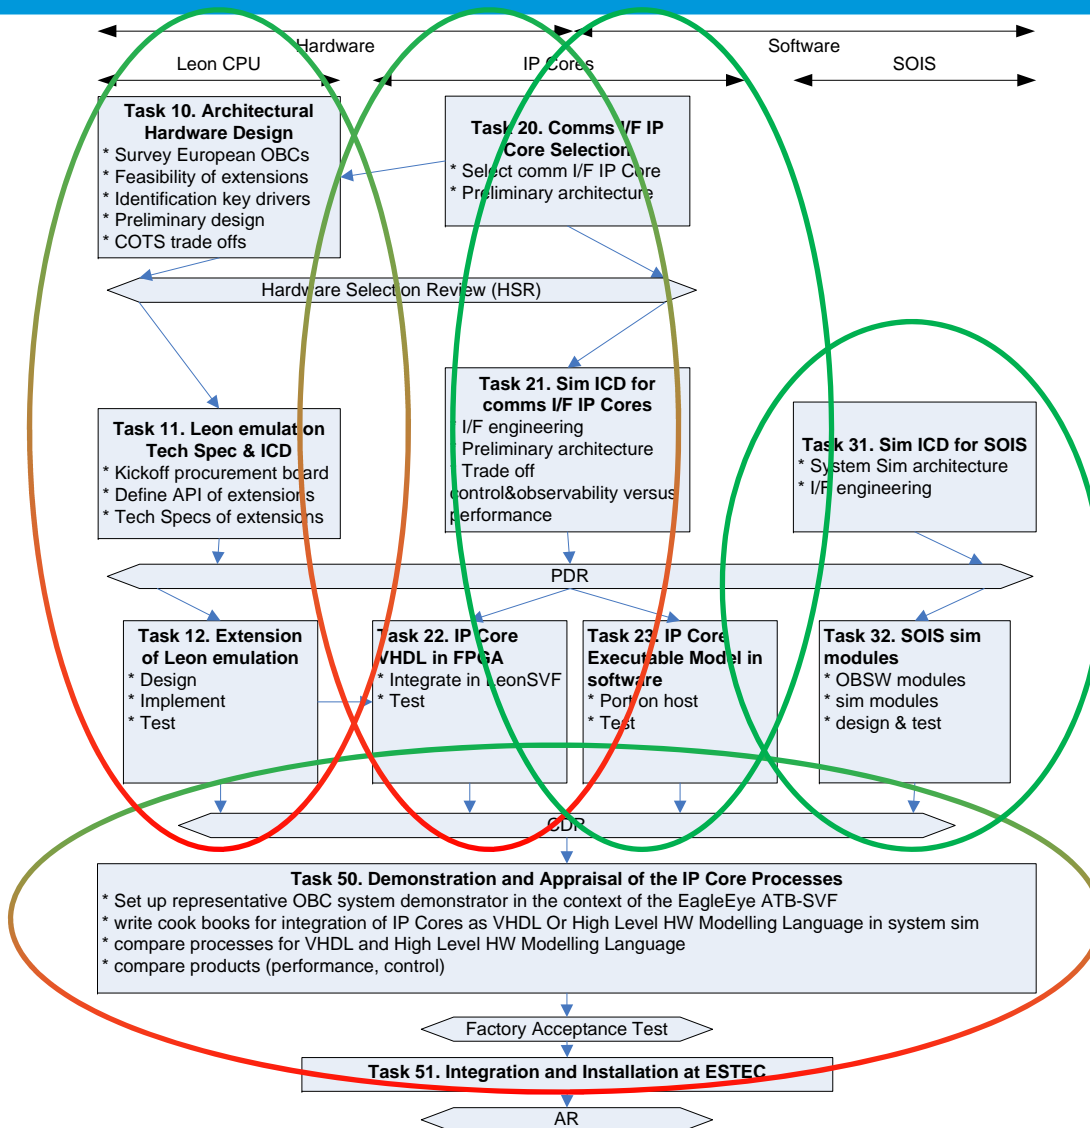 Hardware
Software
Leon CPU
IP Cores
SOIS
Task 10. Architectural
Hardware Design
* Survey European OBCs
* Feasibility of extensions
* Identification key drivers
* Preliminary design
* COTS trade offs
Task 20. Comms I/F IP
Core Selection
* Select comm I/F IP Core
* Preliminary architecture
Hardware Selection Review (HSR)
Task 11. Leon emulation
Tech Spec & ICD
* Kickoff procurement board
* Define API of extensions
* Tech Specs of extensions
Task 21. Sim ICD for
comms I/F IP Cores
* I/F engineering
* Preliminary architecture
* Trade off
control&observability versus
performance
Task 31. Sim ICD for SOIS
* System Sim architecture
* I/F engineering
PDR
Task 12. Extension
of Leon emulation
* Design
* Implement
* Test
Task 22. IP Core
VHDL in FPGA
* Integrate in LeonSVF
* Test
Task 23. IP Core
Executable Model in
software
* Port on host
* Test
Task 32. SOIS sim
modules
* OBSW modules
* sim modules
* design & test
CDR
Task 50. Demonstration and Appraisal of the IP Core Processes
* Set up representative OBC system demonstrator in the context of the EagleEye ATB-SVF
* write cook books for integration of IP Cores as VHDL Or High Level HW Modelling Language in system sim
* compare processes for VHDL and High Level HW Modelling Language
* compare products (performance, control)
Factory Acceptance Test
Task 51. Integration and Installation at ESTEC
AR